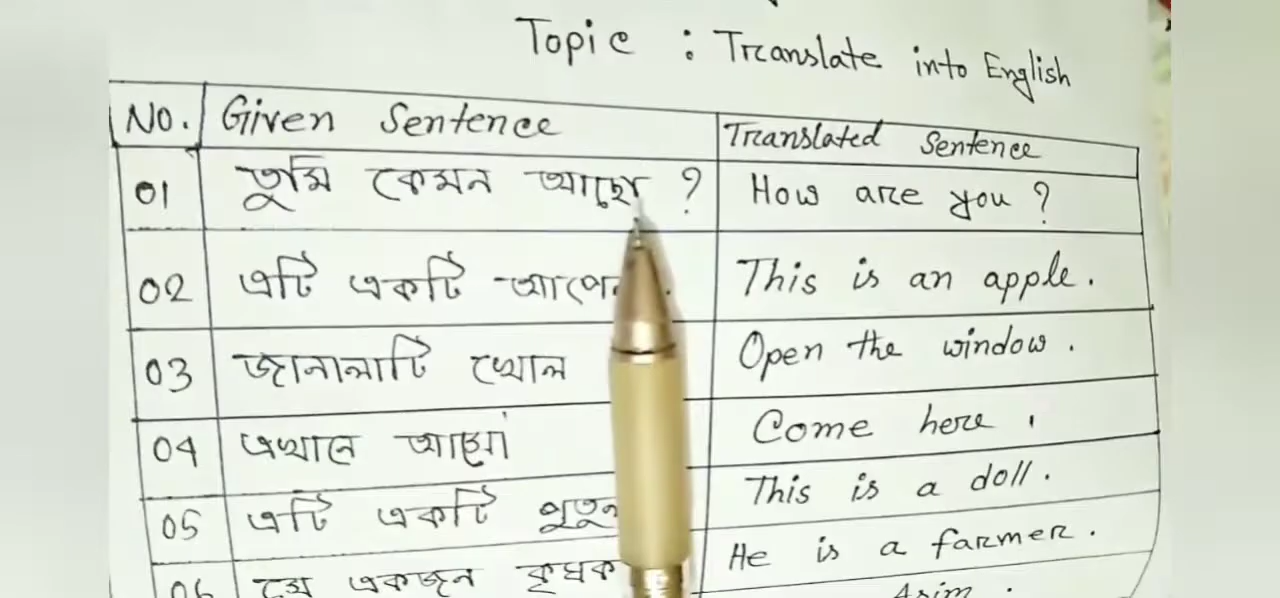 Topic : Translate into English
No. Given Sentence Translated Sentence
01 তুমি কেমন আছো ? How are you ?
02 এটি একটি This is an apple.
03 জানালাটি খোল Open the window.
04 এখানে আসো Come here.
05 এটি একটি This is a doll.
06 সে একজন কৃষক He is a farmer.
Asim.